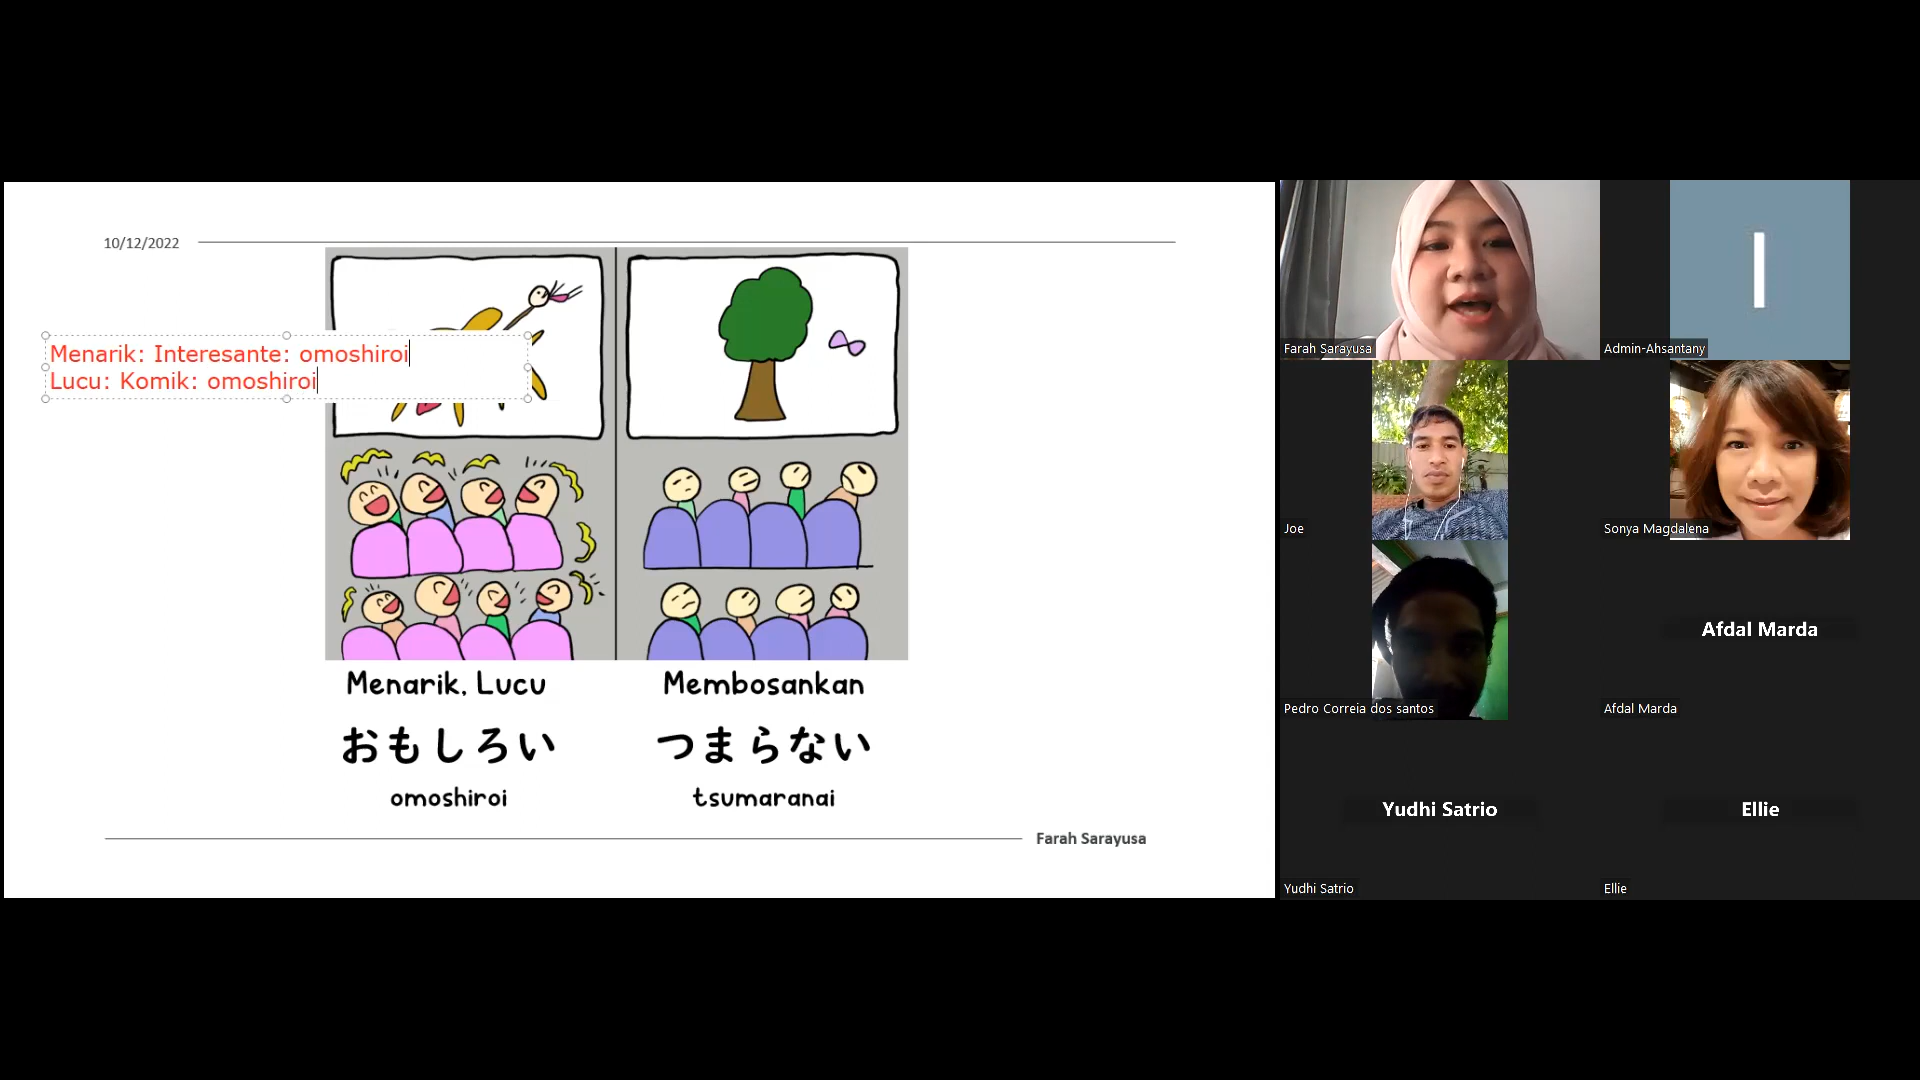 10/12/2022
Menarik: Interesante: omoshiroi
Lucu: Komik: omoshiroi
Menarik, Lucu
Membosankan
おもしろい
つまらない
omoshiroi
tsumaranai
Farah Sarayusa
Farah Sarayusa
I
Admin-Ahsantany
Joe
Sonya Magdalena
Pedro Correia dos santos
Afdal Marda
Afdal Marda
Yudhi Satrio
Yudhi Satrio
Ellie
Ellie